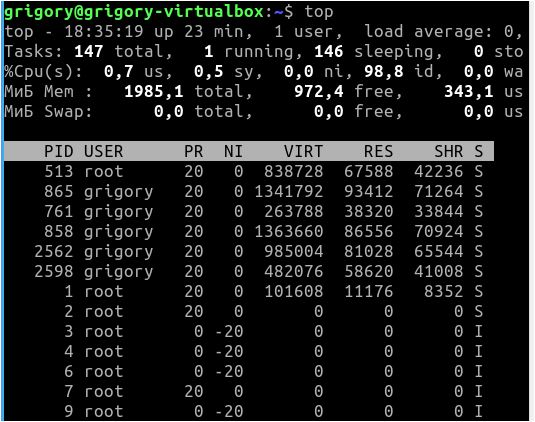 grigory@grigory-virtualbox:~$ top
top - 18:35:19 up 23 min,  1 user,  load average: 0,
Tasks: 147 total,   1 running, 146 sleeping,   0 sto
%Cpu(s):  0,7 us,  0,5 sy,  0,0 ni, 98,8 id,  0,0 wa
МиБ Mem :   1985,1 total,    972,4 free,    343,1 us
МиБ Swap:      0,0 total,      0,0 free,      0,0 us
PID USER      PR  NI    VIRT    RES    SHR S
513 root      20   0  838728  67588  42236 S
865 grigory   20   0 1341792  93412  71264 S
761 grigory   20   0  263788  38320  33844 S
858 grigory   20   0 1363660  86556  70924 S
2562 grigory   20   0  985004  81028  65544 S
2598 grigory   20   0  482076  58620  41008 S
1 root      20   0  101608  11176   8352 S
2 root      20   0       0      0      0 S
3 root       0 -20       0      0      0 I
4 root       0 -20       0      0      0 I
6 root       0 -20       0      0      0 I
7 root      20   0       0      0      0 I
9 root       0 -20       0      0      0 I